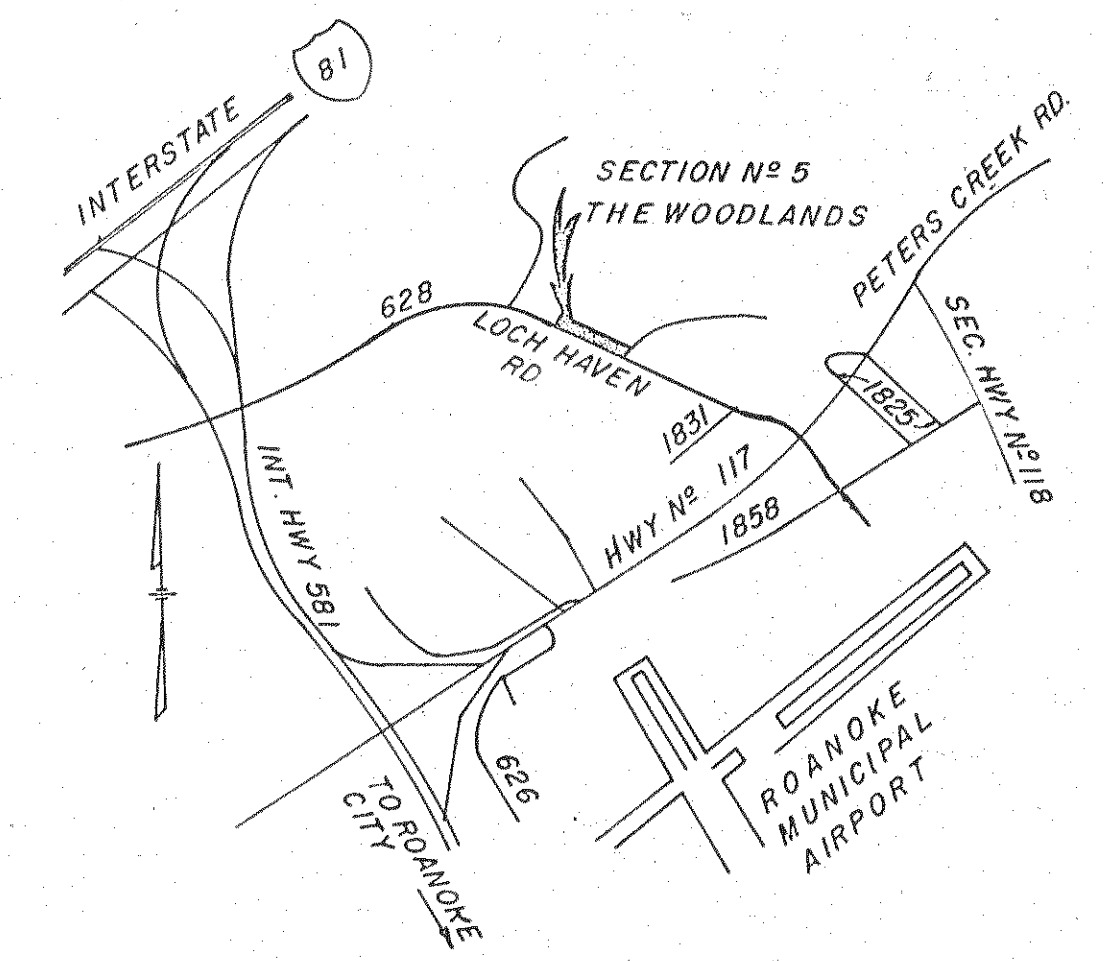 81
INTERSTATE
SECTION Nº 5
THE WOODLANDS
PETERS CREEK RD.
628
LOCH HAVEN
RD.
SEC. HWY Nº 118
1825
1831
HWY. Nº 117
1858
INT. HWY 581
626
TO ROANOKE
CITY
ROANOKE
MUNICIPAL
AIRPORT